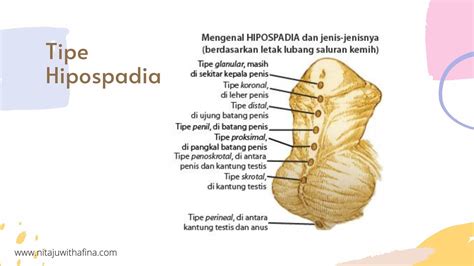 Tipe
Hipospadia
Mengenal HIPOSPADIA dan jenis-jenisnya
(berdasarkan letak lubang saluran kemih)
Tipe glanular, masih
di sekitar kepala penis
Tipe koronal,
di leher penis
Tipe distal,
di ujung batang penis
Tipe penil, di batang penis
Tipe proksimal,
di pangkal batang penis
Tipe penoskrotal, di antara
penis dan kantung testis
Tipe skrotal,
di kantung testis
Tipe perineal, di antara
kantung testis dan anus
www.nitajuwithafina.com